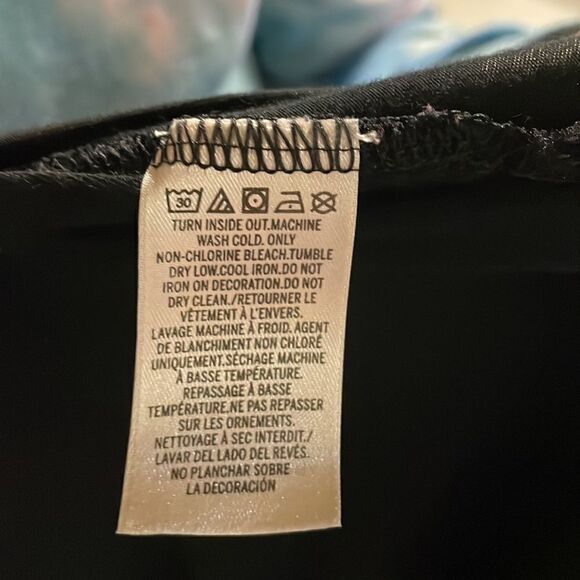 30
TURN INSIDE OUT.MACHINE
WASH COLD. ONLY
NON-CHLORINE BLEACH.TUMBLE
DRY LOW.COOL IRON.DO NOT
IRON ON DECORATION.DO NOT
DRY CLEAN./RETOURNER LE
VÊTEMENT À L'ENVERS.
LAVAGE MACHINE À FROID. AGENT
DE BLANCHIMENT NON CHLORÉ
UNIQUEMENT.SÉCHAGE MACHINE
À BASSE TEMPÉRATURE.
REPASSAGE À BASSE
TEMPÉRATURE.NE PAS REPASSER
SUR LES ORNEMENTS.
NETTOYAGE À SEC INTERDIT./
LAVAR DEL LADO DEL REVÉS.
NO PLANCHAR SOBRE
LA DECORACIÓN